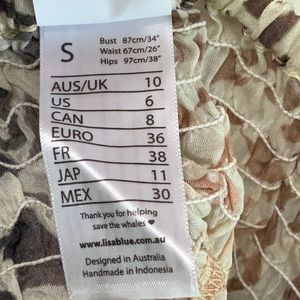 S
Bust 87cm/34"
Waist 67cm/26"
Hips 97cm/38"
AUS/UK 10
US 6
CAN 8
EURO 36
FR 38
JAP 11
MEX 30
Thank you for helping
save the whales ♥
www.lisablue.com.au
Designed in Australia
Handmade in Indonesia